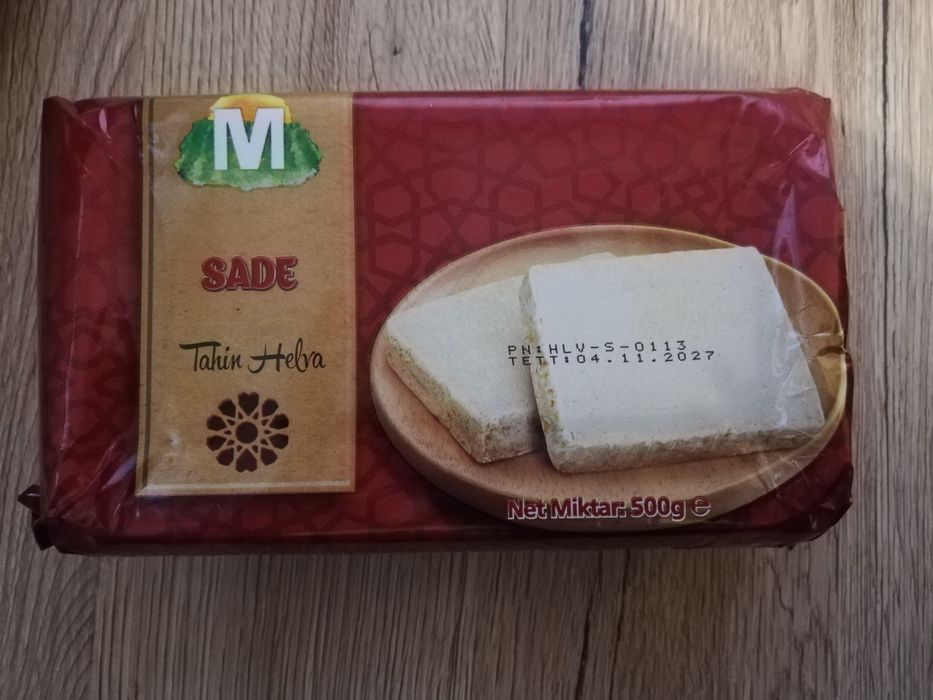 M
SADE
Tahin Helva
PN:HLV-S-0113
TETT:04.11.2027
Net Miktar: 500g ℮